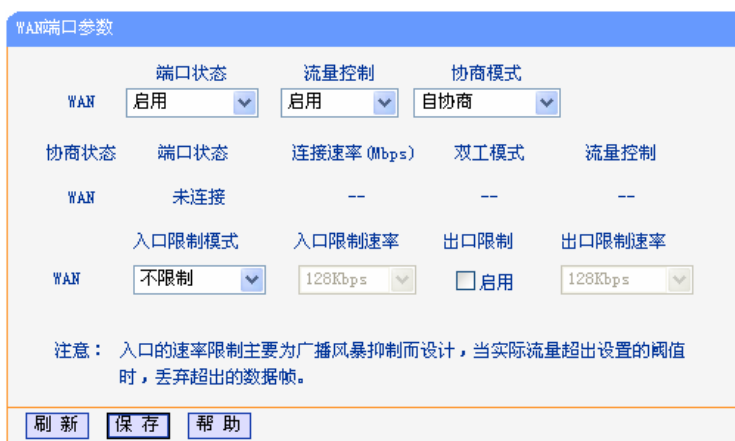 WAN端口参数
端口状态 流量控制 协商模式
WAN 启用 启用 自协商
协商状态 端口状态 连接速率(Mbps) 双工模式 流量控制
WAN 未连接 -- -- --
入口限制模式 入口限制速率 出口限制 出口限制速率
WAN 不限制 128Kbps 启用 128Kbps
注意： 入口的速率限制主要为广播风暴抑制而设计，当实际流量超出设置的阈值
时，丢弃超出的数据帧。
刷 新 保 存 帮 助